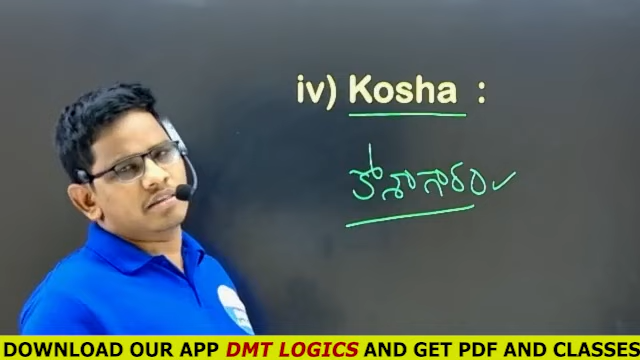 iv) Kosha :
కోశాగారం
DOWNLOAD OUR APP DMT LOGICS AND GET PDF AND CLASSES